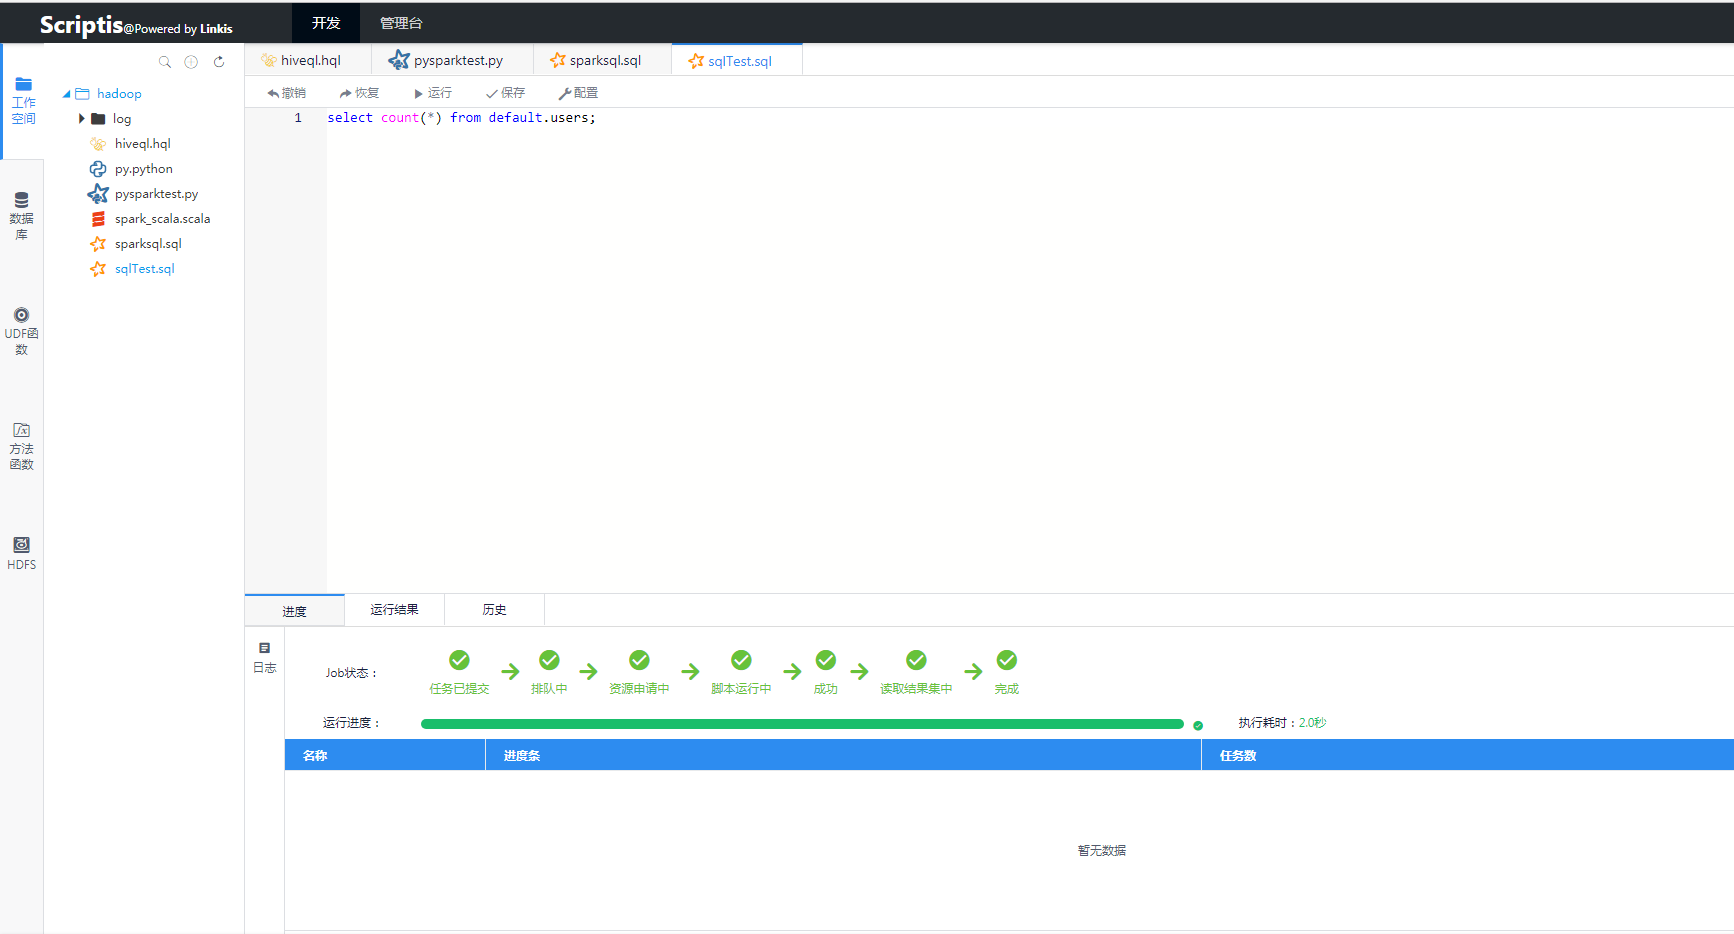 Scriptis@Powered by Linkis
开发
管理台
工作
空间
数据
库
UDF函
数
方法
函数
HDFS
hadoop
log
hiveql.hql
py.python
pysparktest.py
spark_scala.scala
sparksql.sql
sqlTest.sql
hiveql.hql
pysparktest.py
sparksql.sql
sqlTest.sql
撤销
恢复
运行
保存
配置
1 select count(*) from default.users;
进度
运行结果
历史
日志
Job状态：
任务已提交
排队中
资源申请中
脚本运行中
成功
读取结果集中
完成
运行进度：
执行耗时：2.0秒
名称
进度条
任务数
暂无数据